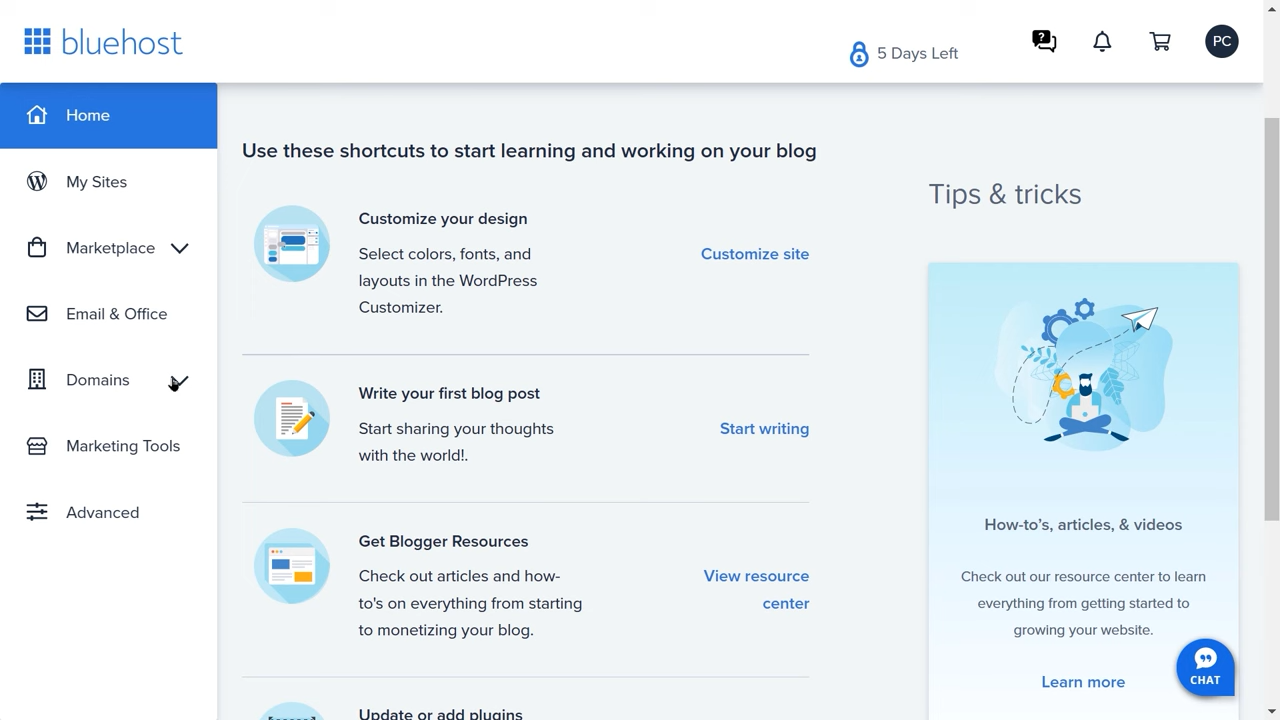 bluehost
5 Days Left
PC
Home
My Sites
Marketplace
Email & Office
Domains
Marketing Tools
Advanced
Use these shortcuts to start learning and working on your blog
Customize your design
Select colors, fonts, and
layouts in the WordPress
Customizer.
Customize site
Write your first blog post
Start sharing your thoughts
with the world!.
Start writing
Get Blogger Resources
Check out articles and how-
to's on everything from starting
to monetizing your blog.
View resource
center
Update or add plugins
Tips & tricks
How-to’s, articles, & videos
Check out our resource center to learn
everything from getting started to
growing your website.
Learn more
CHAT